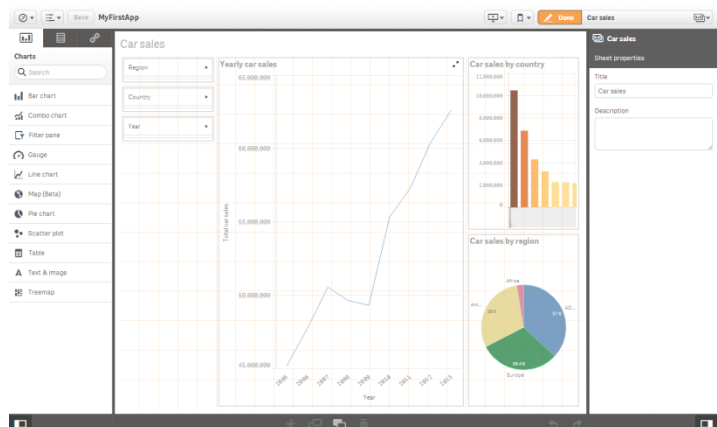 Save MyFirstApp
Done
Car sales
Charts
Search
Bar chart
Combo chart
Filter pane
Gauge
Line chart
Map (Beta)
Pie chart
Scatter plot
Table
Text & image
Treemap
Car sales
Region
Country
Year
Yearly car sales
65,000,000
60,000,000
55,000,000
50,000,000
45,000,000
Total car sales
2005 2006 2007 2008 2009 2010 2011 2012 2013
Year
Car sales by country
12,000,000
10,000,000
8,000,000
6,000,000
4,000,000
2,000,000
0
Car sales by region
Africa
Am...
AD...
Europe
Car sales
Sheet properties
Title
Car sales
Description